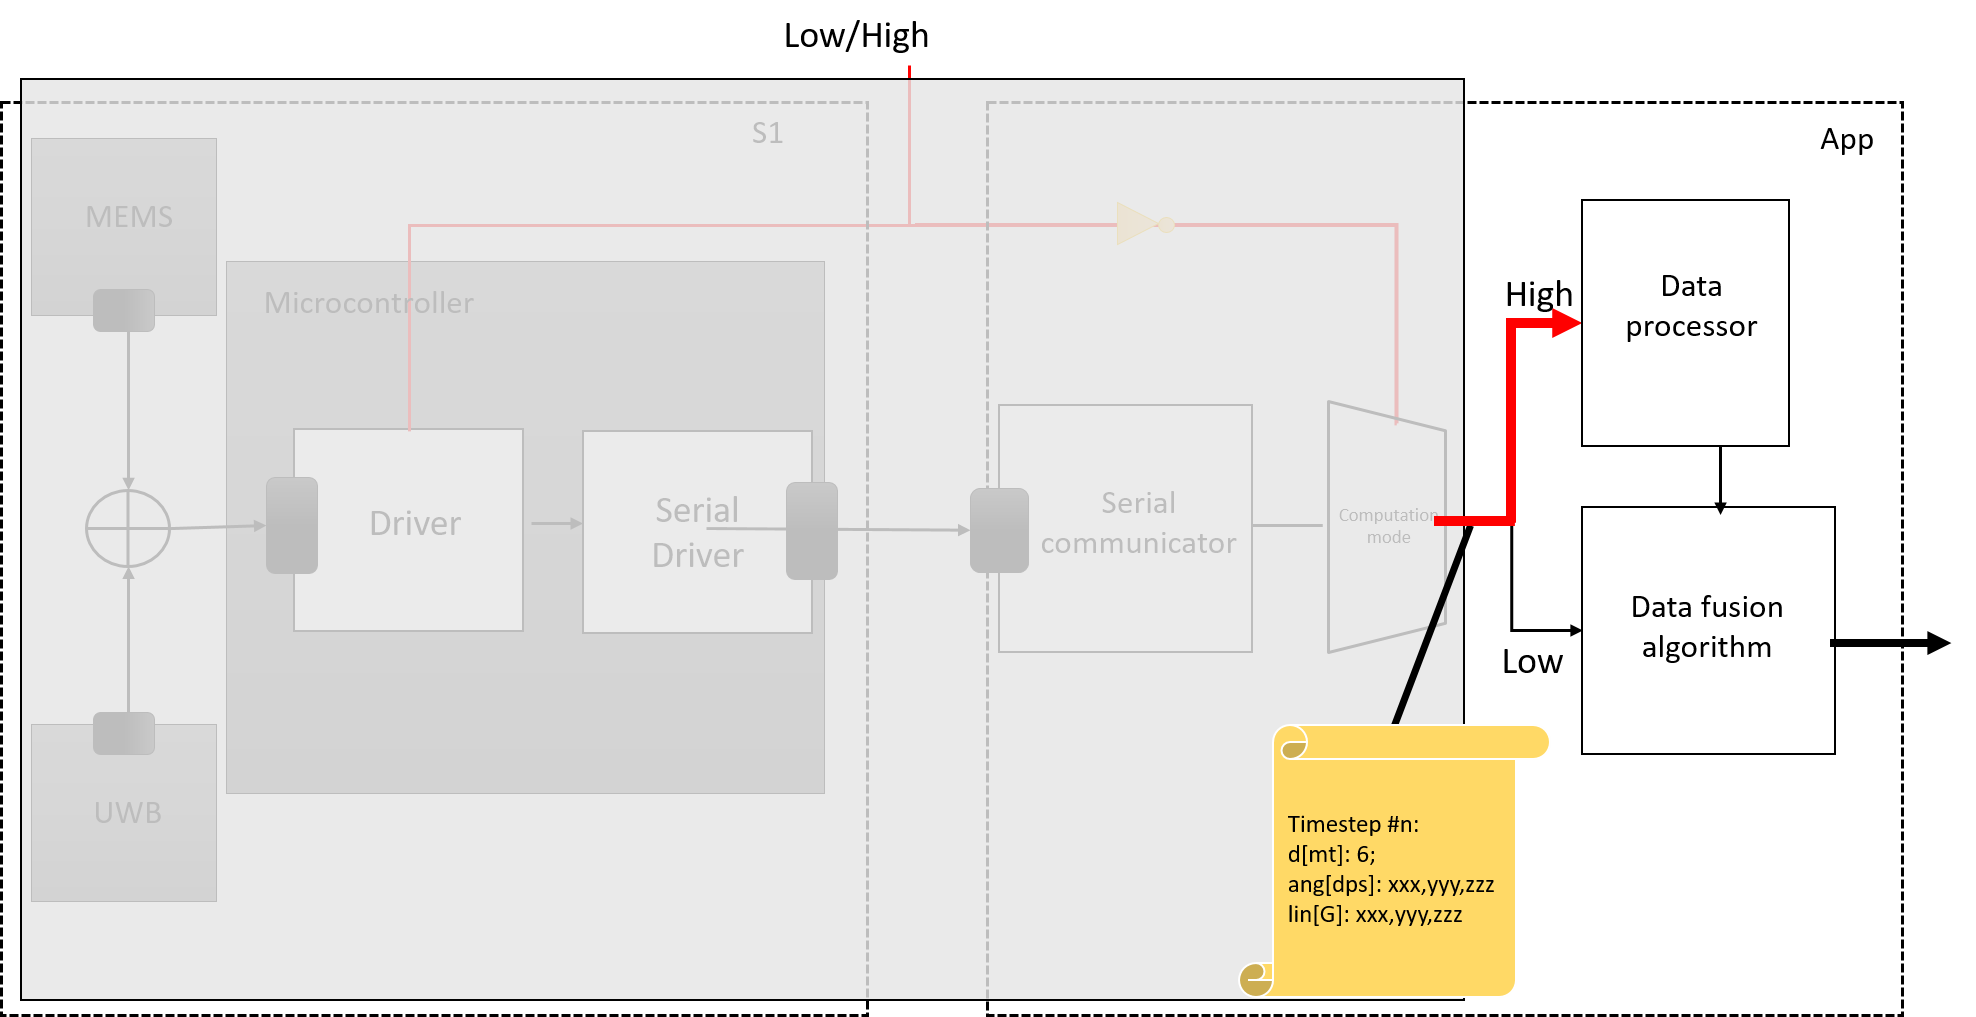 Low/High
S1
App
MEMS
Microcontroller
High
Data
processor
Driver
Serial
Driver
Serial
communicator
Computation
mode
Data fusion
algorithm
Low
UWB
Timestep #n:
d[mt]: 6;
ang[dps]: xxx,yyy,zzz
lin[G]: xxx,yyy,zzz